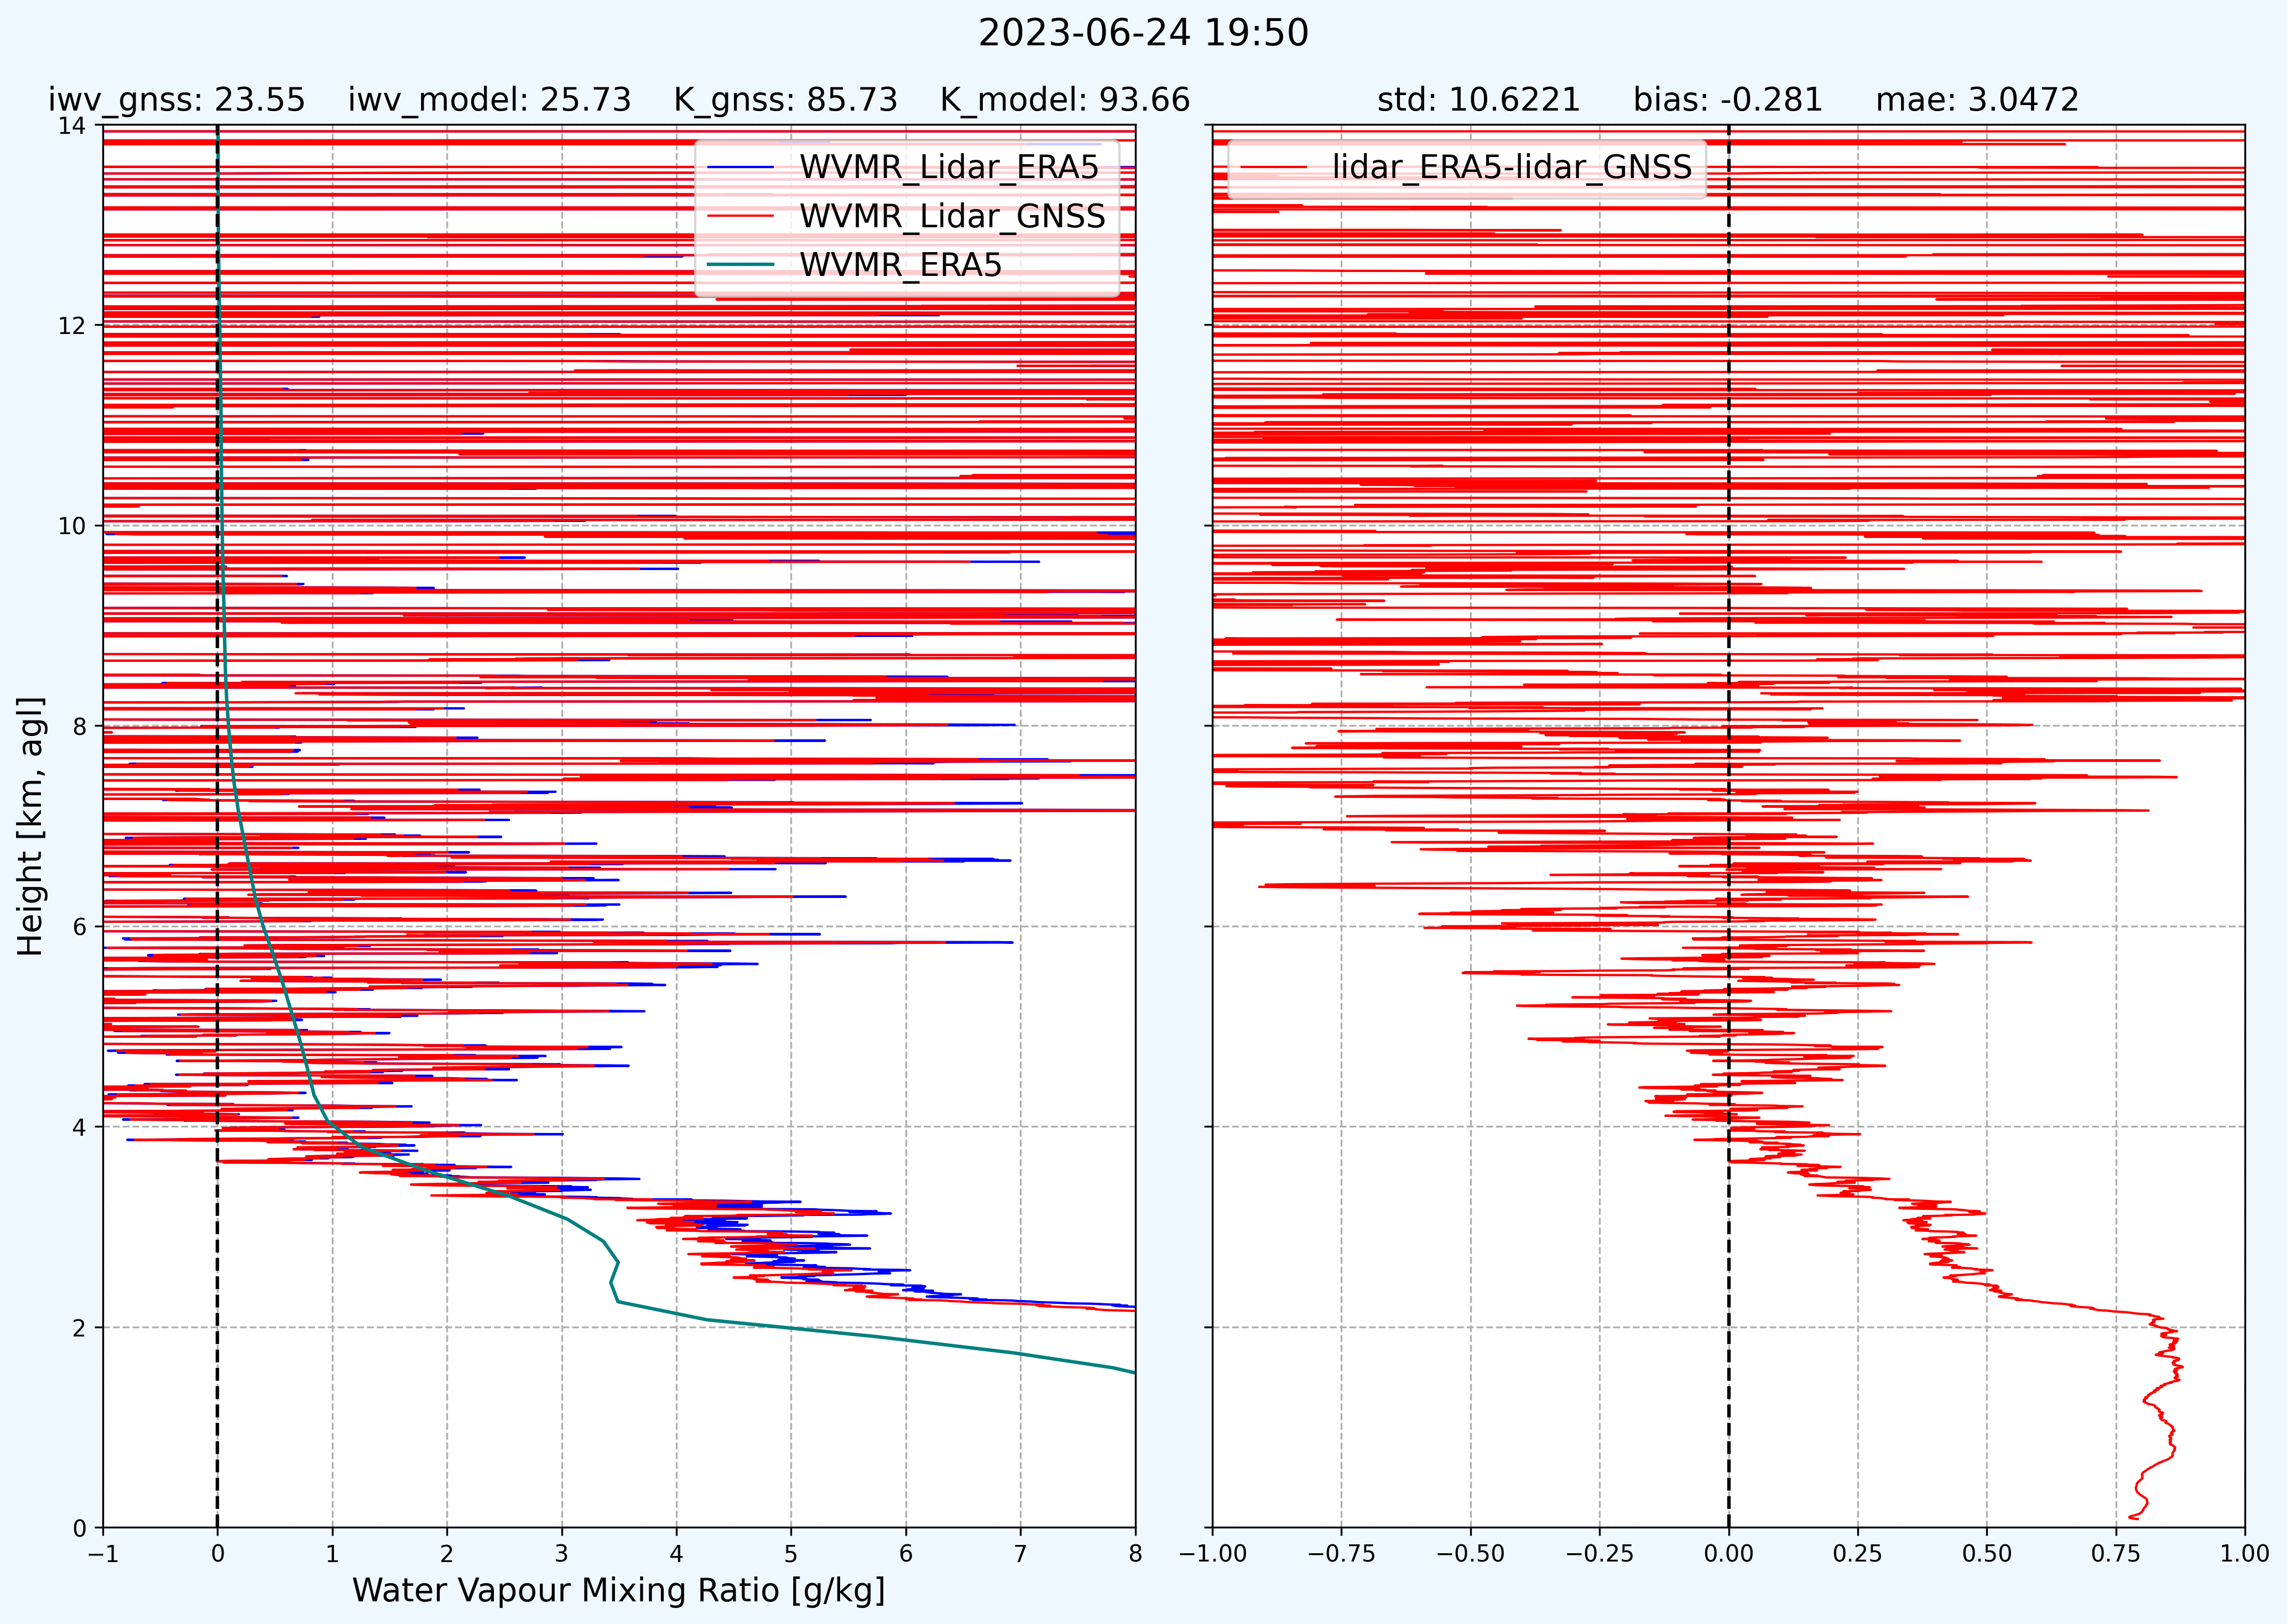 2023-06-24 19:50
iwv_gnss: 23.55 iwv_model: 25.73 K_gnss: 85.73 K_model: 93.66
std: 10.6221 bias: -0.281 mae: 3.0472
WVMR_Lidar_ERA5
WVMR_Lidar_GNSS
WVMR_ERA5
lidar_ERA5-lidar_GNSS
Height [km, agl]
14
12
10
8
6
4
2
0
−1 0 1 2 3 4 5 6 7 8
Water Vapour Mixing Ratio [g/kg]
−1.00 −0.75 −0.50 −0.25 0.00 0.25 0.50 0.75 1.00